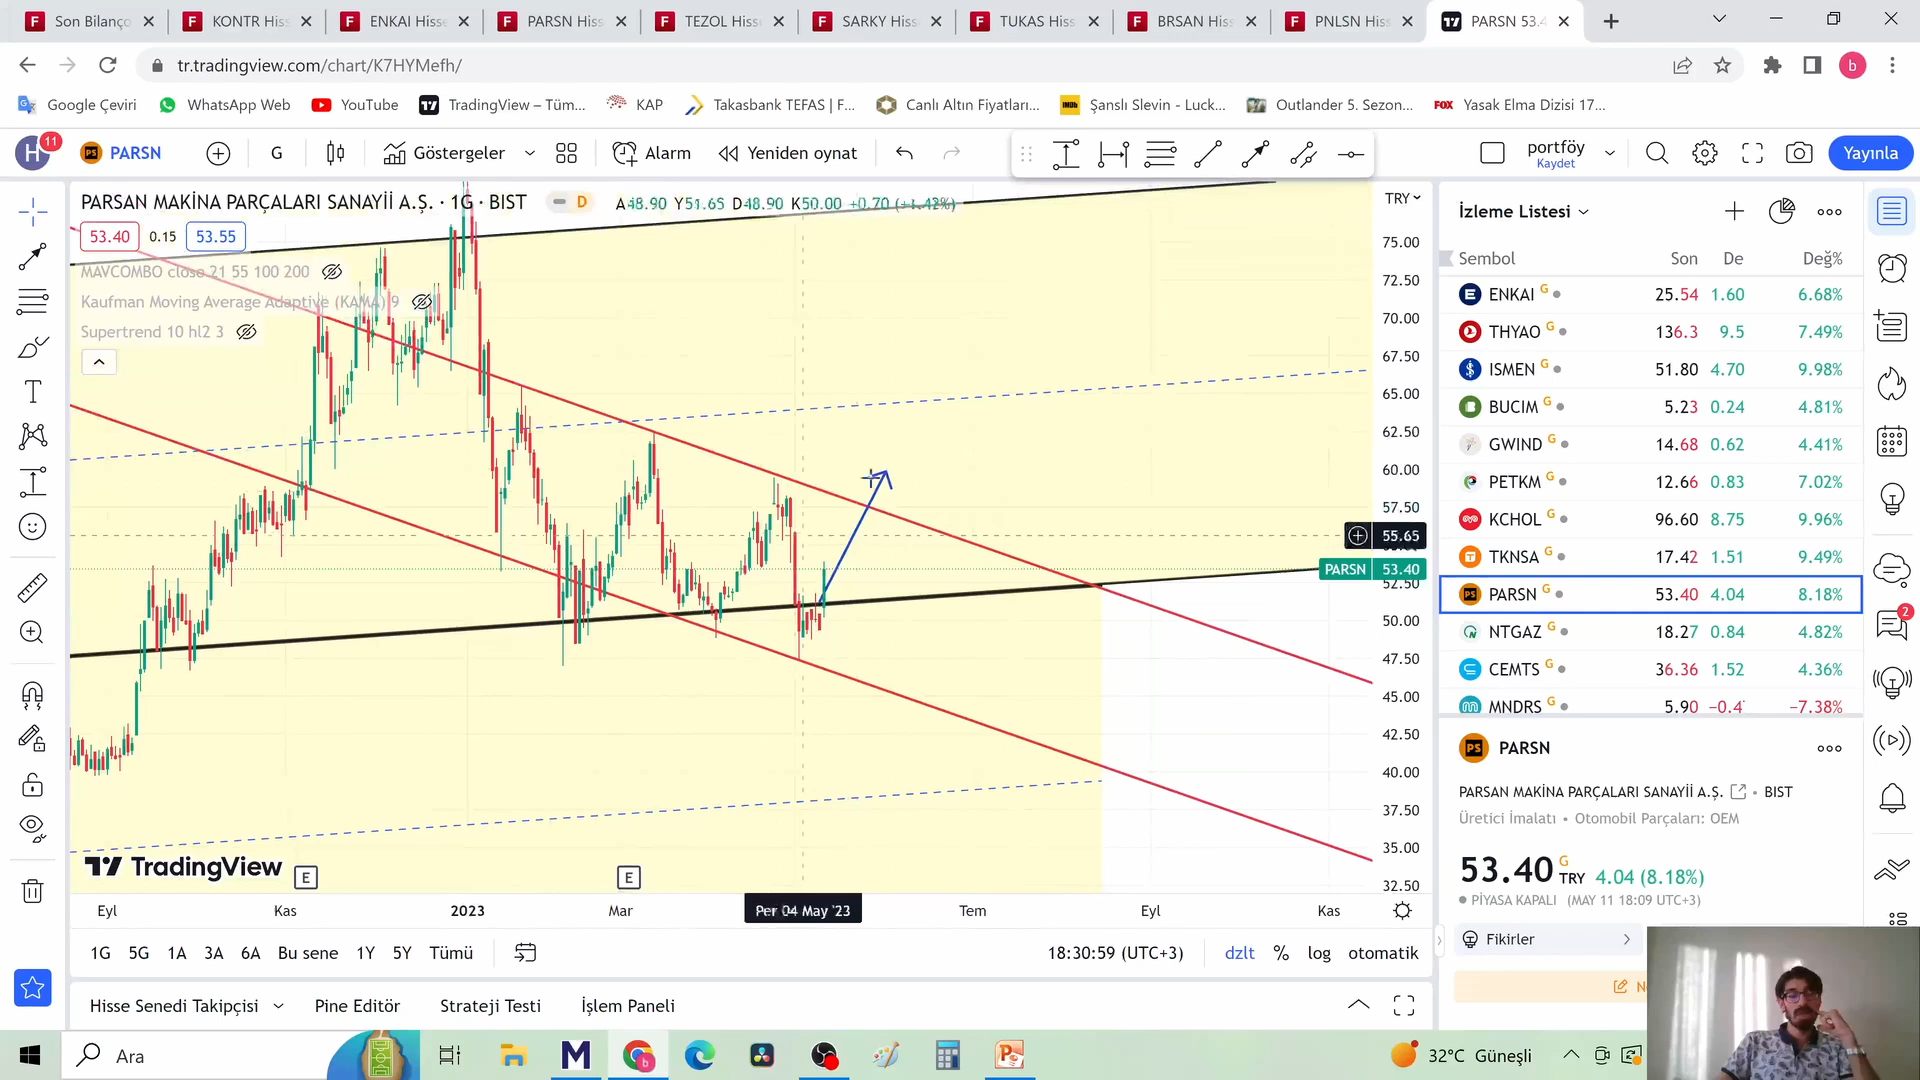 Son Bilanço
KONTR Hiss
ENKAI Hisse
PARSN Hiss
TEZOL Hisse
SARKY Hiss
TUKAS Hiss
BRSAN Hiss
PNLSN Hiss
PARSN 53.4
tr.tradingview.com/chart/K7HYMefh/
b
Google Çeviri
WhatsApp Web
YouTube
TradingView – Tüm...
KAP
Takasbank TEFAS | F...
Canlı Altın Fiyatları...
Şanslı Slevin - Luck...
Outlander 5. Sezon...
FOX
Yasak Elma Dizisi 17...
H
11
PARSN
G
Göstergeler
Alarm
Yeniden oynat
portföy
Kaydet
Yayınla
PARSAN MAKİNA PARÇALARI SANAYİİ A.Ş. · 1G · BIST
D
A48.90 Y51.65 D48.90 K50.00 +0.70 (+1.42%)
TRY
53.40
0.15
53.55
MAVCOMBO close 21 55 100 200
Kaufman Moving Average Adaptive (KAMA) 9
Supertrend 10 hl2 3
75.00
72.50
70.00
67.50
65.00
62.50
60.00
57.50
55.65
PARSN 53.40
52.50
50.00
47.50
45.00
42.50
40.00
37.50
35.00
32.50
TradingView
E
E
Eyl
Kas
2023
Mar
Per 04 May '23
Tem
Eyl
Kas
1G
5G
1A
3A
6A
Bu sene
1Y
5Y
Tümü
18:30:59 (UTC+3)
dzlt
%
log
otomatik
Hisse Senedi Takipçisi
Pine Editör
Strateji Testi
İşlem Paneli
İzleme Listesi
Sembol Son De Değ%
ENKAI G 25.54 1.60 6.68%
THYAO G 136.3 9.5 7.49%
ISMEN G 51.80 4.70 9.98%
BUCIM G 5.23 0.24 4.81%
GWIND G 14.68 0.62 4.41%
PETKM G 12.66 0.83 7.02%
KCHOL G 96.60 8.75 9.96%
TKNSA G 17.42 1.51 9.49%
PARSN G 53.40 4.04 8.18%
NTGAZ G 18.27 0.84 4.82%
CEMTS G 36.36 1.52 4.36%
MNDRS G 5.90 −0.4 −7.38%
2
PARSN
PARSAN MAKİNA PARÇALARI SANAYİİ A.Ş. • BIST
Üretici İmalatı • Otomobil Parçaları: OEM
53.40 G TRY 4.04 (8.18%)
PİYASA KAPALI (MAY 11 18:09 UTC+3)
Fikirler
Ara
32°C Güneşli